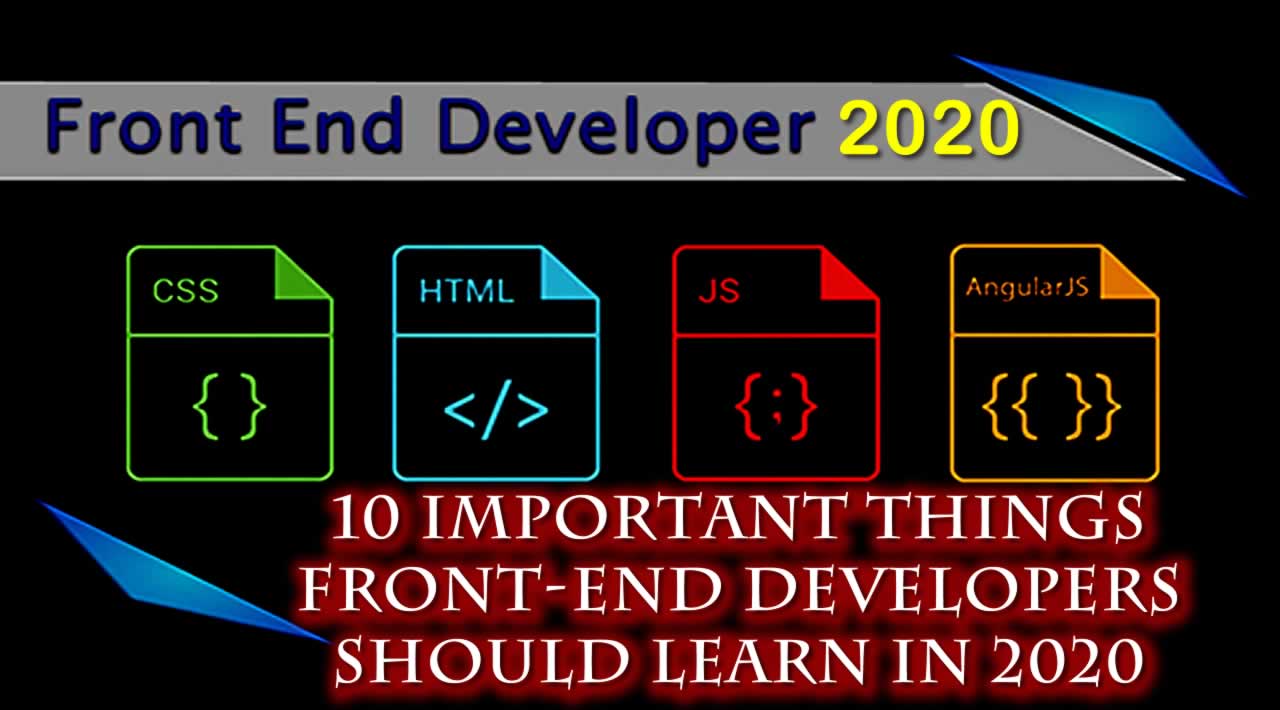 Front End Developer 2020
CSS
HTML
JS
AngularJS
{ }
</>
{;}
{{ }}
10 IMPORTANT THINGS
FRONT-END DEVELOPERS
SHOULD LEARN IN 2020